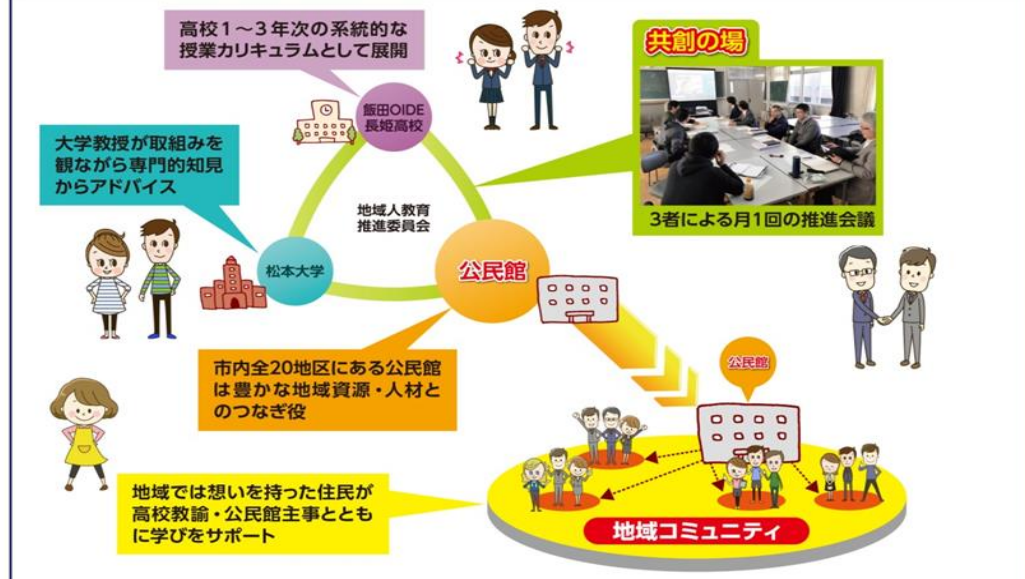 高校1～3年次の系統的な
授業カリキュラムとして展開
共創の場
飯田OIDE
長姫高校
大学教授が取組みを
観ながら専門的知見
からアドバイス
地域人教育
推進委員会
3者による月1回の推進会議
松本大学
公民館
市内全20地区にある公民館
は豊かな地域資源・人材と
のつなぎ役
公民館
地域では想いを持った住民が
高校教諭・公民館主事ととも
に学びをサポート
地域コミュニティ